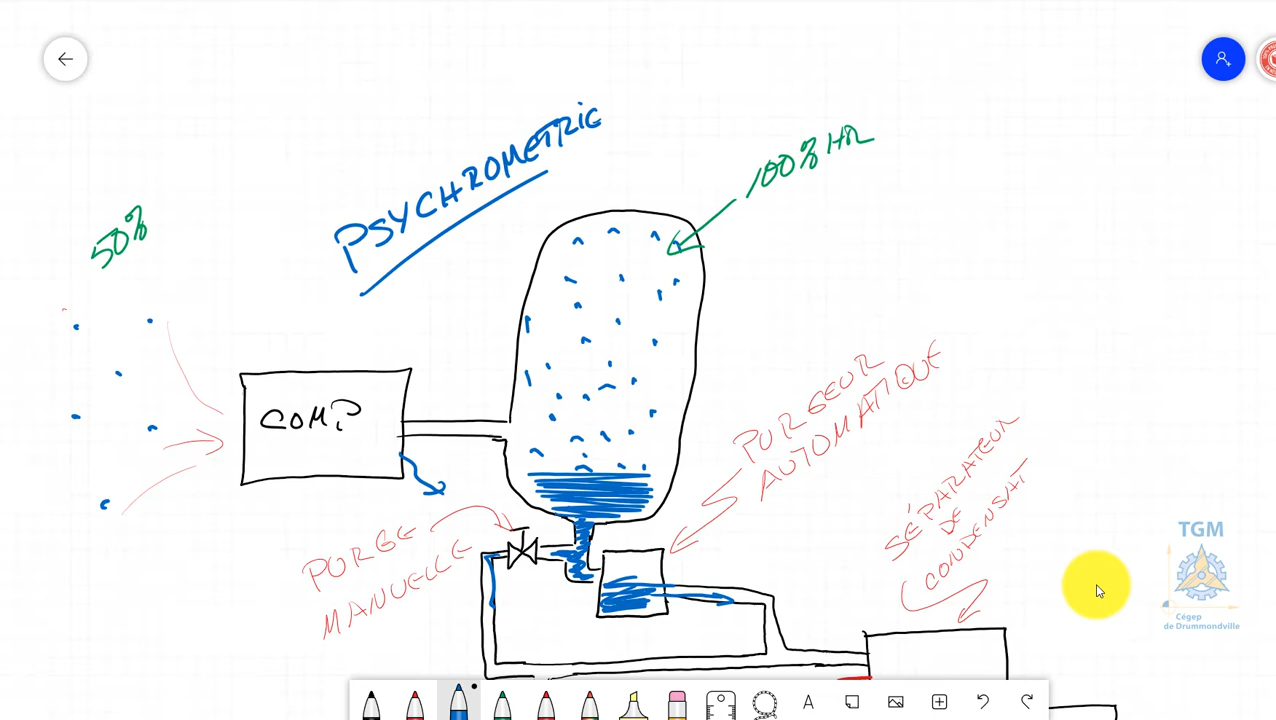 PSYCHROMETRIC
100% HR
50%
COMP
PURGEUR
AUTOMATIQUE
SÉPARATEUR
DE
CONDENSAT
PURGE
MANUELLE
TGM
Cégep
de Drummondville
A